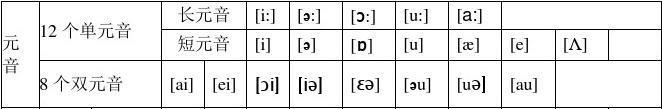 元音
12 个单元音
长元音 [i:] [ə:] [ɔ:] [u:] [a:]
短元音 [i] [ə] [ɒ] [u] [æ] [e] [Λ]
8 个双元音 [ai] [ei] [ɔi] [iə] [ɛə] [əu] [uə] [au]